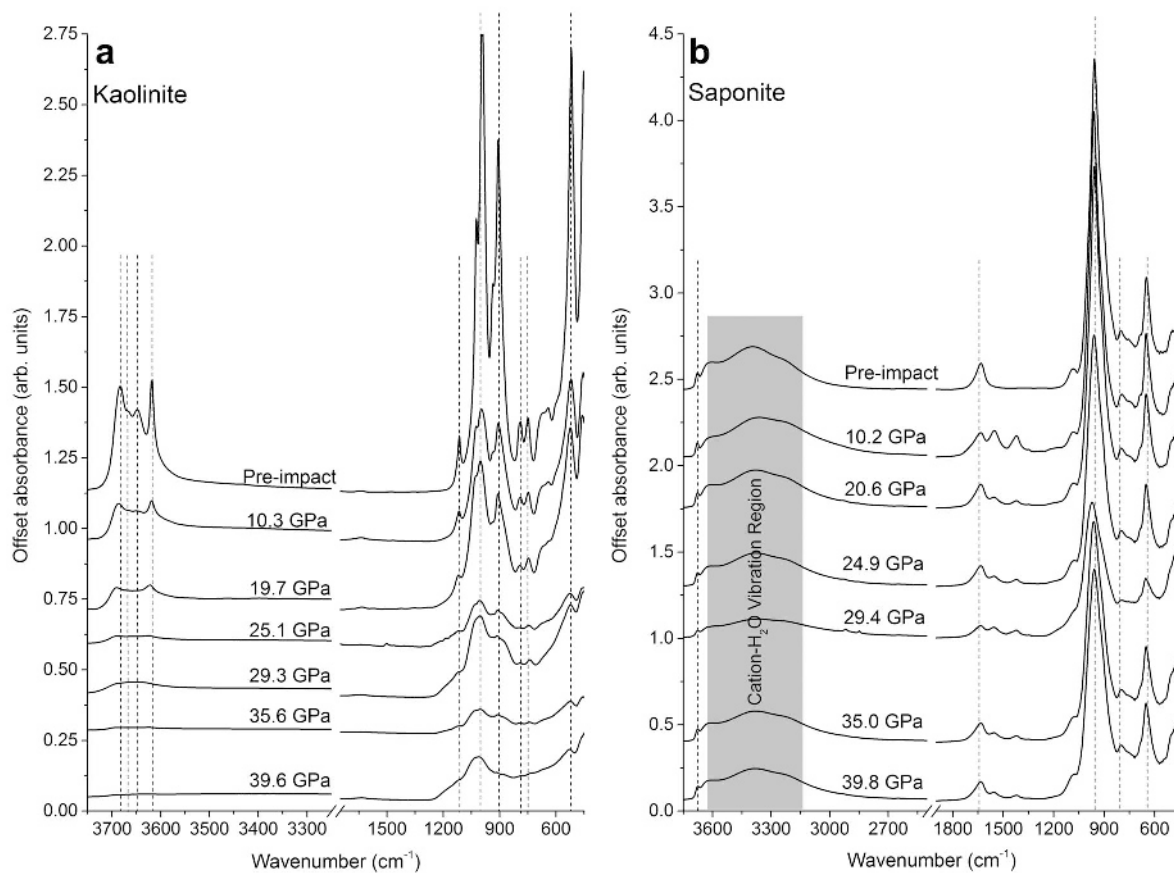 a
Kaolinite
2.75
2.50
2.25
2.00
1.75
1.50
1.25
1.00
0.75
0.50
0.25
0.00
Offset absorbance (arb. units)
Pre-impact
10.3 GPa
19.7 GPa
25.1 GPa
29.3 GPa
35.6 GPa
39.6 GPa
3700 3600 3500 3400 3300 1500 1200 900 600
Wavenumber (cm⁻¹)
b
Saponite
4.5
4.0
3.5
3.0
2.5
2.0
1.5
1.0
0.5
0.0
Offset absorbance (arb. units)
Cation-H₂O Vibration Region
Pre-impact
10.2 GPa
20.6 GPa
24.9 GPa
29.4 GPa
35.0 GPa
39.8 GPa
3600 3300 3000 2700 1800 1500 1200 900 600
Wavenumber (cm⁻¹)